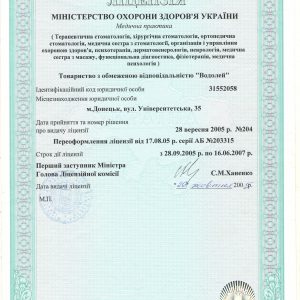 ЛІЦЕНЗІЯ
МІНІСТЕРСТВО ОХОРОНИ ЗДОРОВ'Я УКРАЇНИ
Медична практика
( Терапевтична стоматологія, хірургічна стоматологія, ортопедична
стоматологія, медична сестра з стоматології, організація і управління
охороною здоров'я, психотерапія, дерматовенерологія, неврологія, медична
сестра з масажу, функціональна діагностика, фізіотерапія, медична
психологія )
Товариство з обмеженою відповідальністю "Водолей"
Ідентифікаційний код юридичної особи 31552058
Місцезнаходження юридичної особи
м.Донецьк, вул. Університетська, 35
Дата прийняття та номер рішення
про видачу ліцензії 28 вересня 2005 р. №204
Переоформлення ліцензії від 17.08.05 р. серії АБ №203315
Строк дії ліцензії з 28.09.2005 р. по 16.06.2007 р.
Перший заступник Міністра
Голова Ліцензійної комісії С.М.Ханенко
Дата видачі ліцензії жовтня 200
М.П.